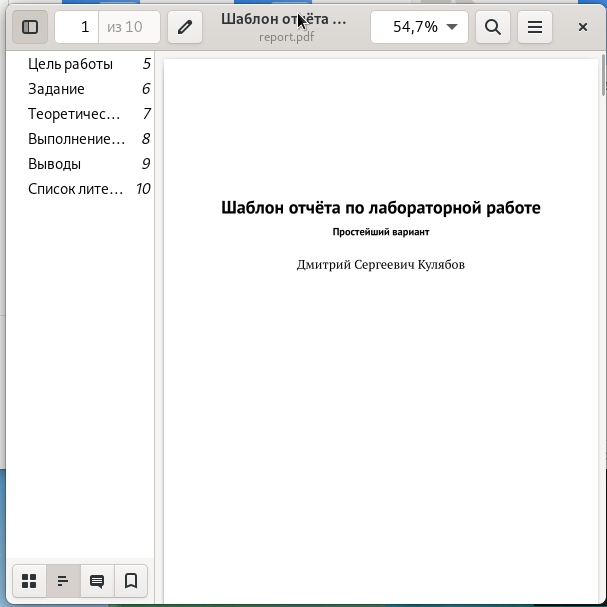 1 из 10
Шаблон отчёта …
report.pdf
54,7%
Цель работы 5
Задание 6
Теоретичес… 7
Выполнение… 8
Выводы 9
Список лите… 10
Шаблон отчёта по лабораторной работе
Простейший вариант
Дмитрий Сергеевич Кулябов